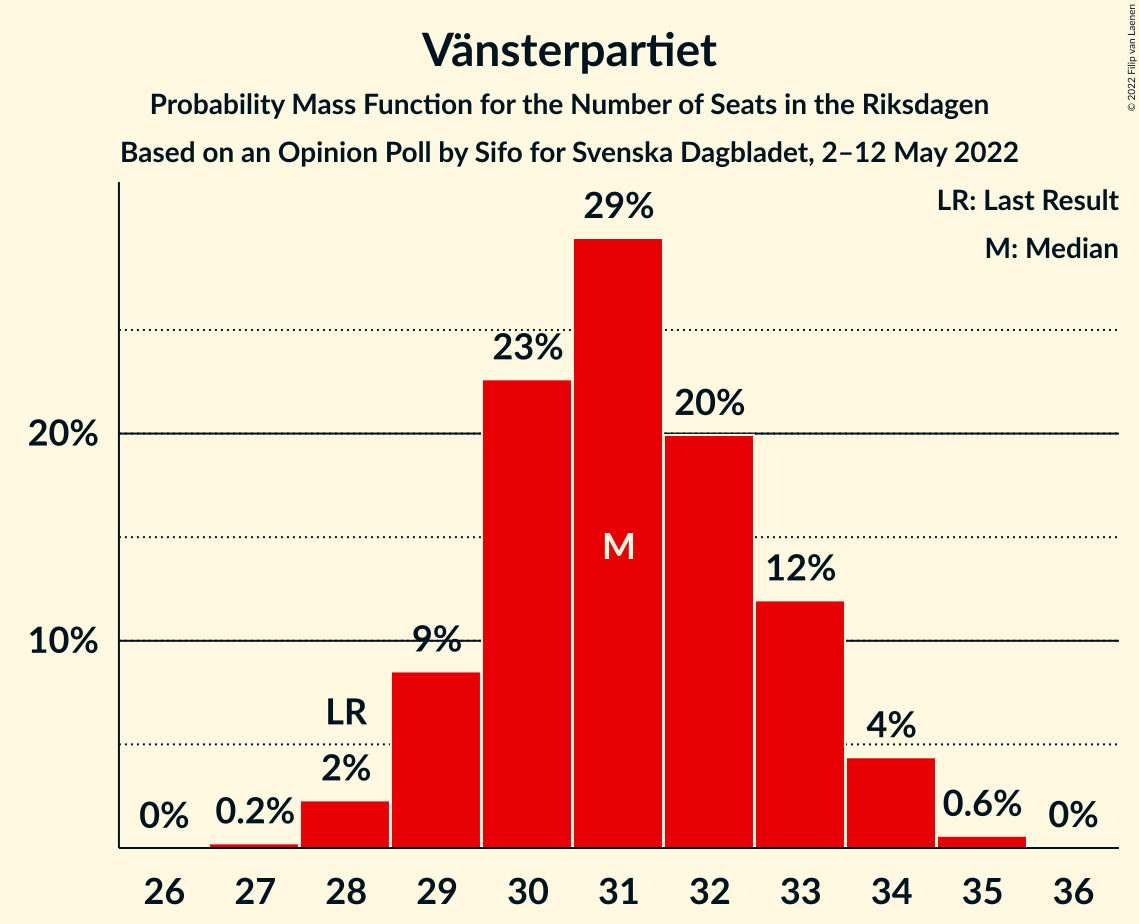 Vänsterpartiet
Probability Mass Function for the Number of Seats in the Riksdagen
Based on an Opinion Poll by Sifo for Svenska Dagbladet, 2–12 May 2022
© 2022 Filip van Laenen
LR: Last Result
M: Median
29%
23%
20%
20%
M
12%
10%
9%
LR
4%
2%
0%
0.2%
0.6%
0%
26 27 28 29 30 31 32 33 34 35 36